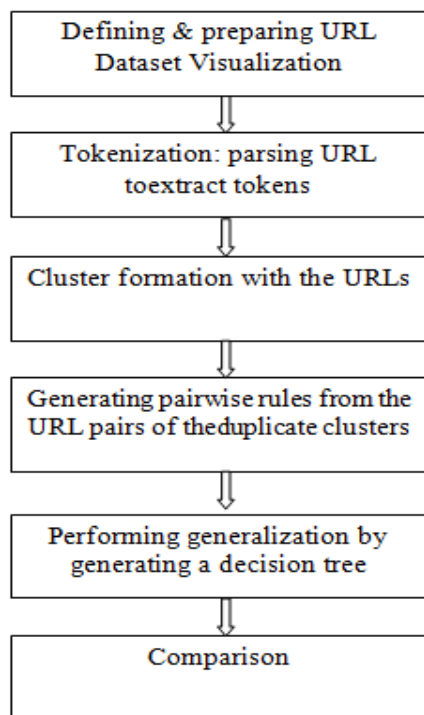 Defining & preparing URL
Dataset Visualization
Tokenization: parsing URL
toextract tokens
Cluster formation with the URLs
Generating pairwise rules from the
URL pairs of theduplicate clusters
Performing generalization by
generating a decision tree
Comparison